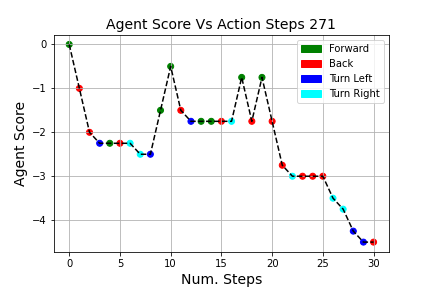 Agent Score Vs Action Steps 271
Forward
Back
Turn Left
Turn Right
Agent Score
0
−1
−2
−3
−4
0 5 10 15 20 25 30
Num. Steps